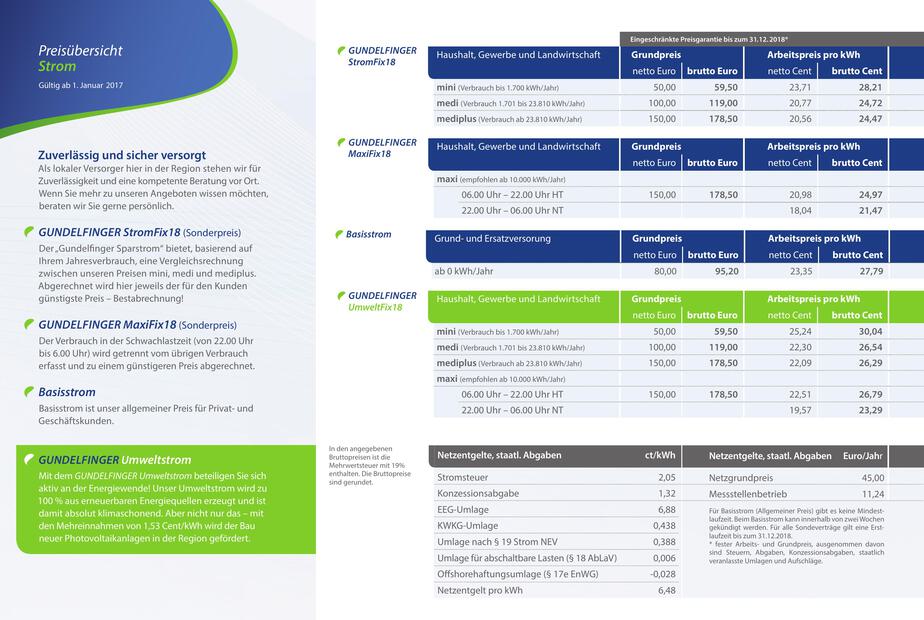 Preisübersicht
Strom
Gültig ab 1. Januar 2017
Zuverlässig und sicher versorgt
Als lokaler Versorger hier in der Region stehen wir für
Zuverlässigkeit und eine kompetente Beratung vor Ort.
Wenn Sie mehr zu unseren Angeboten wissen möchten,
beraten wir Sie gerne persönlich.
GUNDELFINGER StromFix18 (Sonderpreis)
Der „Gundelfinger Sparstrom“ bietet, basierend auf
Ihrem Jahresverbrauch, eine Vergleichsrechnung
zwischen unseren Preisen mini, medi und mediplus.
Abgerechnet wird hier jeweils der für den Kunden
günstigste Preis – Bestabrechnung!
GUNDELFINGER MaxiFix18 (Sonderpreis)
Der Verbrauch in der Schwachlastzeit (von 22.00 Uhr
bis 6.00 Uhr) wird getrennt vom übrigen Verbrauch
erfasst und zu einem günstigeren Preis abgerechnet.
Basisstrom
Basisstrom ist unser allgemeiner Preis für Privat- und
Geschäftskunden.
GUNDELFINGER Umweltstrom
Mit dem GUNDELFINGER Umweltstrom beteiligen Sie sich
aktiv an der Energiewende! Unser Umweltstrom wird zu
100 % aus erneuerbaren Energiequellen erzeugt und ist
damit absolut klimaschonend. Aber nicht nur das – mit
den Mehreinnahmen von 1,53 Cent/kWh wird der Bau
neuer Photovoltaikanlagen in der Region gefördert.
Eingeschränkte Preisgarantie bis zum 31.12. 2018*
GUNDELFINGER
StromFix18
Haushalt, Gewerbe und Landwirtschaft Grundpreis Arbeitspreis pro kWh
netto Euro brutto Euro netto Cent brutto Cent
mini (Verbrauch bis 1.700 kWh/Jahr) 50,00 59,50 23,71 28,21
medi (Verbrauch 1.701 bis 23.810 kWh/Jahr) 100,00 119,00 20,77 24,72
mediplus (Verbrauch ab 23.810 kWh/Jahr) 150,00 178,50 20,56 24,47
GUNDELFINGER
MaxiFix18
Haushalt, Gewerbe und Landwirtschaft Grundpreis Arbeitspreis pro kWh
netto Euro brutto Euro netto Cent brutto Cent
maxi (empfohlen ab 10.000 kWh/Jahr)
06.00 Uhr – 22.00 Uhr HT 150,00 178,50 20,98 24,97
22.00 Uhr – 06.00 Uhr NT 18,04 21,47
Basisstrom
Grund- und Ersatzversorgung Grundpreis Arbeitspreis pro kWh
netto Euro brutto Euro netto Cent brutto Cent
ab 0 kWh/Jahr 80,00 95,20 23,35 27,79
GUNDELFINGER
UmweltFix18
Haushalt, Gewerbe und Landwirtschaft Grundpreis Arbeitspreis pro kWh
netto Euro brutto Euro netto Cent brutto Cent
mini (Verbrauch bis 1.700 kWh/Jahr) 50,00 59,50 25,24 30,04
medi (Verbrauch 1.701 bis 23.810 kWh/Jahr) 100,00 119,00 22,30 26,54
mediplus (Verbrauch ab 23.810 kWh/Jahr) 150,00 178,50 22,09 26,29
maxi (empfohlen ab 10.000 kWh/Jahr)
06.00 Uhr – 22.00 Uhr HT 150,00 178,50 22,51 26,79
22.00 Uhr – 06.00 Uhr NT 19,57 23,29
In den angegebenen
Bruttopreisen ist die
Mehrwertsteuer mit 19%
enthalten. Die Bruttopreise
sind gerundet.
Netzentgelte, staatl. Abgaben ct/kWh
Stromsteuer 2,05
Konzessionsabgabe 1,32
EEG-Umlage 6,88
KWKG-Umlage 0,438
Umlage nach § 19 Strom NEV 0,388
Umlage für abschaltbare Lasten (§ 18 AbLaV) 0,006
Offshorehaftungsumlage (§ 17e EnWG) -0,028
Netzentgelt pro kWh 6,48
Netzentgelte, staatl. Abgaben Euro/Jahr
Netzgrundpreis 45,00
Messstellenbetrieb 11,24
Für Basisstrom (Allgemeiner Preis) gibt es keine Mindest-
laufzeit. Beim Basisstrom kann innerhalb von zwei Wochen
gekündigt werden. Für alle Sonderverträge gilt eine Erst-
laufzeit bis zum 31.12.2018.
* fester Arbeits- und Grundpreis, ausgenommen davon
sind Steuern, Abgaben, Konzessionsabgaben, staatlich
veranlasste Umlagen und Aufschläge.